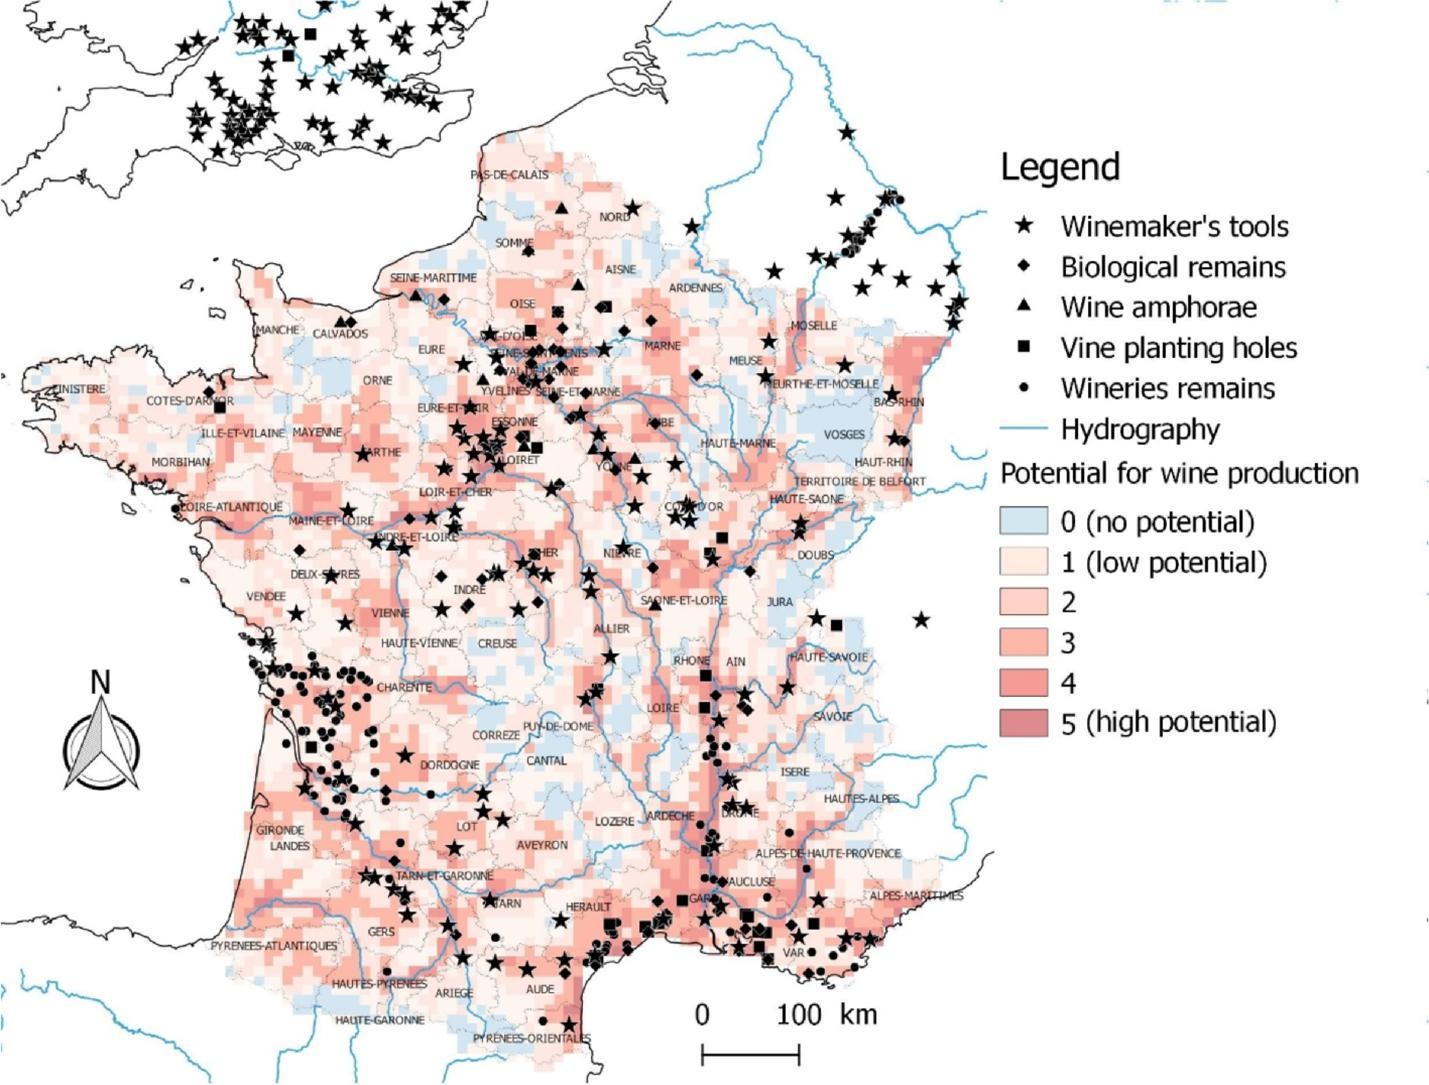 PAS-DE-CALAIS
NORD
SOMME
SEINE-MARITIME
AISNE
ARDENNES
OISE
MANCHE
CALVADOS
MOSELLE
EURE
MARNE
MEUSE
MEURTHE-ET-MOSELLE
ORNE
COTES-D'ARMOR
YVELINES
SEINE-ET-MARNE
BAS-RHIN
EURE-ET-LOIR
ESSONNE
AUBE
ILLE-ET-VILAINE
MAYENNE
HAUTE-MARNE
VOSGES
MORBIHAN
LOIRET
YONNE
HAUT-RHIN
LOIR-ET-CHER
TERRITOIRE DE BELFORT
LOIRE-ATLANTIQUE
MAINE-ET-LOIRE
HAUTE-SAONE
INDRE-ET-LOIRE
NIEVRE
DOUBS
DEUX-SEVRES
INDRE
VENDEE
SAONE-ET-LOIRE
JURA
VIENNE
ALLIER
HAUTE-VIENNE
CREUSE
RHONE
AIN
HAUTE-SAVOIE
CHARENTE
LOIRE
SAVOIE
PUY-DE-DOME
CORREZE
DORDOGNE
CANTAL
ISERE
HAUTES-ALPES
GIRONDE
LOT
LOZERE
ARDECHE
DROME
LANDES
AVEYRON
ALPES-DE-HAUTE-PROVENCE
TARN-ET-GARONNE
VAUCLUSE
TARN
HERAULT
GARD
ALPES-MARITIMES
GERS
PYRENEES-ATLANTIQUES
VAR
HAUTES-PYRENEES
ARIEGE
AUDE
HAUTE-GARONNE
PYRENEES-ORIENTALES
N
0 100 km
Legend
Winemaker's tools
Biological remains
Wine amphorae
Vine planting holes
Wineries remains
Hydrography
Potential for wine production
0 (no potential)
1 (low potential)
2
3
4
5 (high potential)